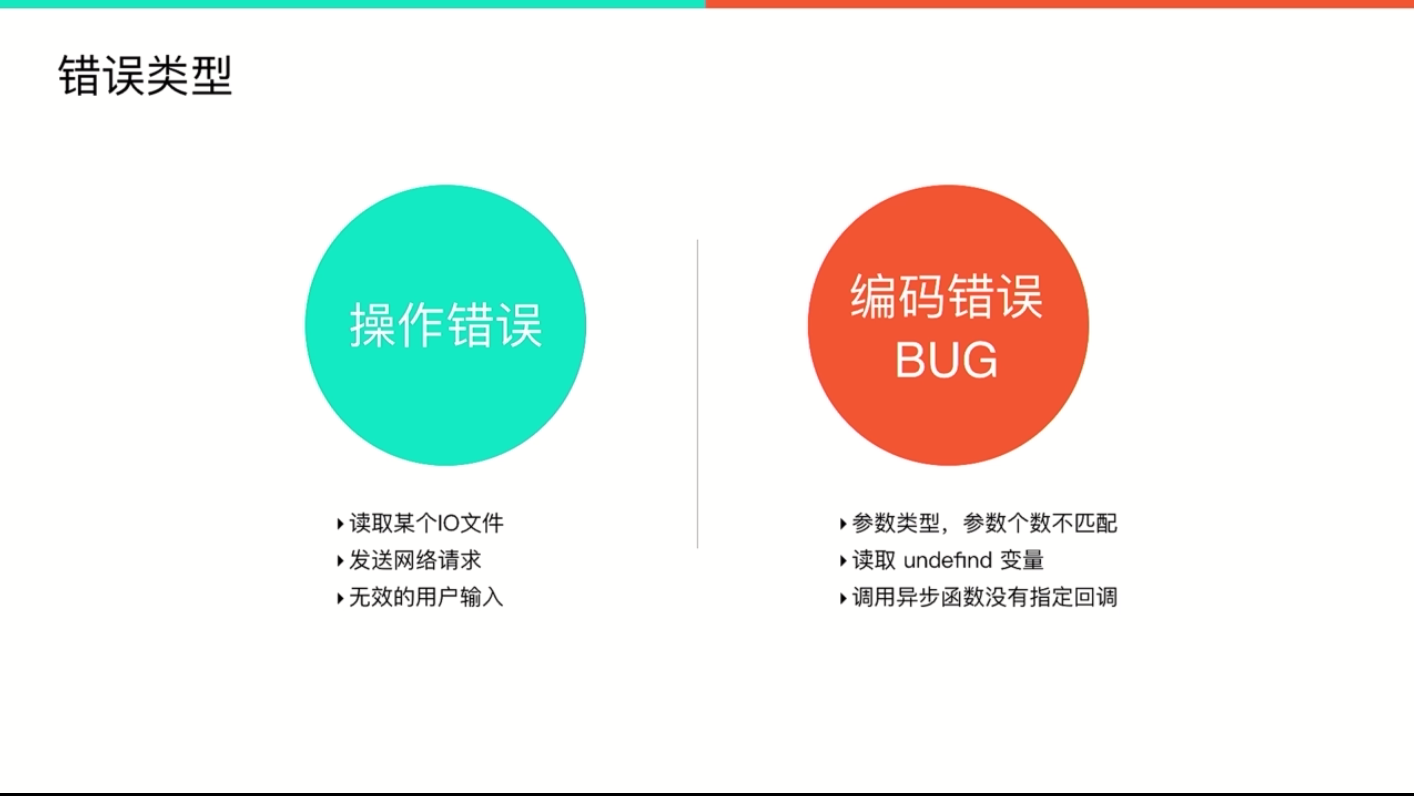 错误类型
操作错误
编码错误
BUG
读取某个IO文件
发送网络请求
无效的用户输入
参数类型，参数个数不匹配
读取 undefind 变量
调用异步函数没有指定回调